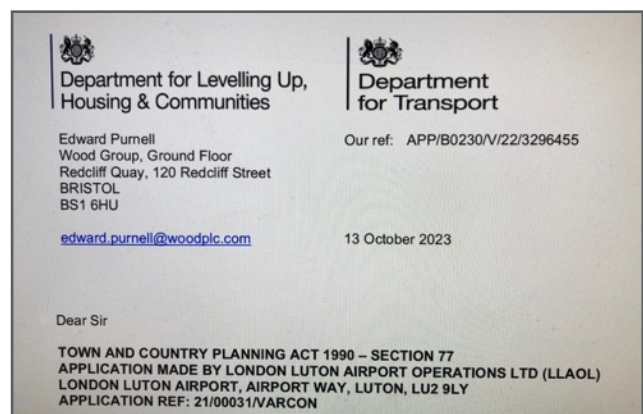 Department for Levelling Up,
Housing & Communities
Department
for Transport
Edward Purnell
Wood Group, Ground Floor
Redcliff Quay, 120 Redcliff Street
BRISTOL
BS1 6HU
edward.purnell@woodplc.com
Our ref: APP/B0230/V/22/3296455
13 October 2023
Dear Sir
TOWN AND COUNTRY PLANNING ACT 1990 – SECTION 77
APPLICATION MADE BY LONDON LUTON AIRPORT OPERATIONS LTD (LLAOL)
LONDON LUTON AIRPORT, AIRPORT WAY, LUTON, LU2 9LY
APPLICATION REF: 21/00031/VARCON